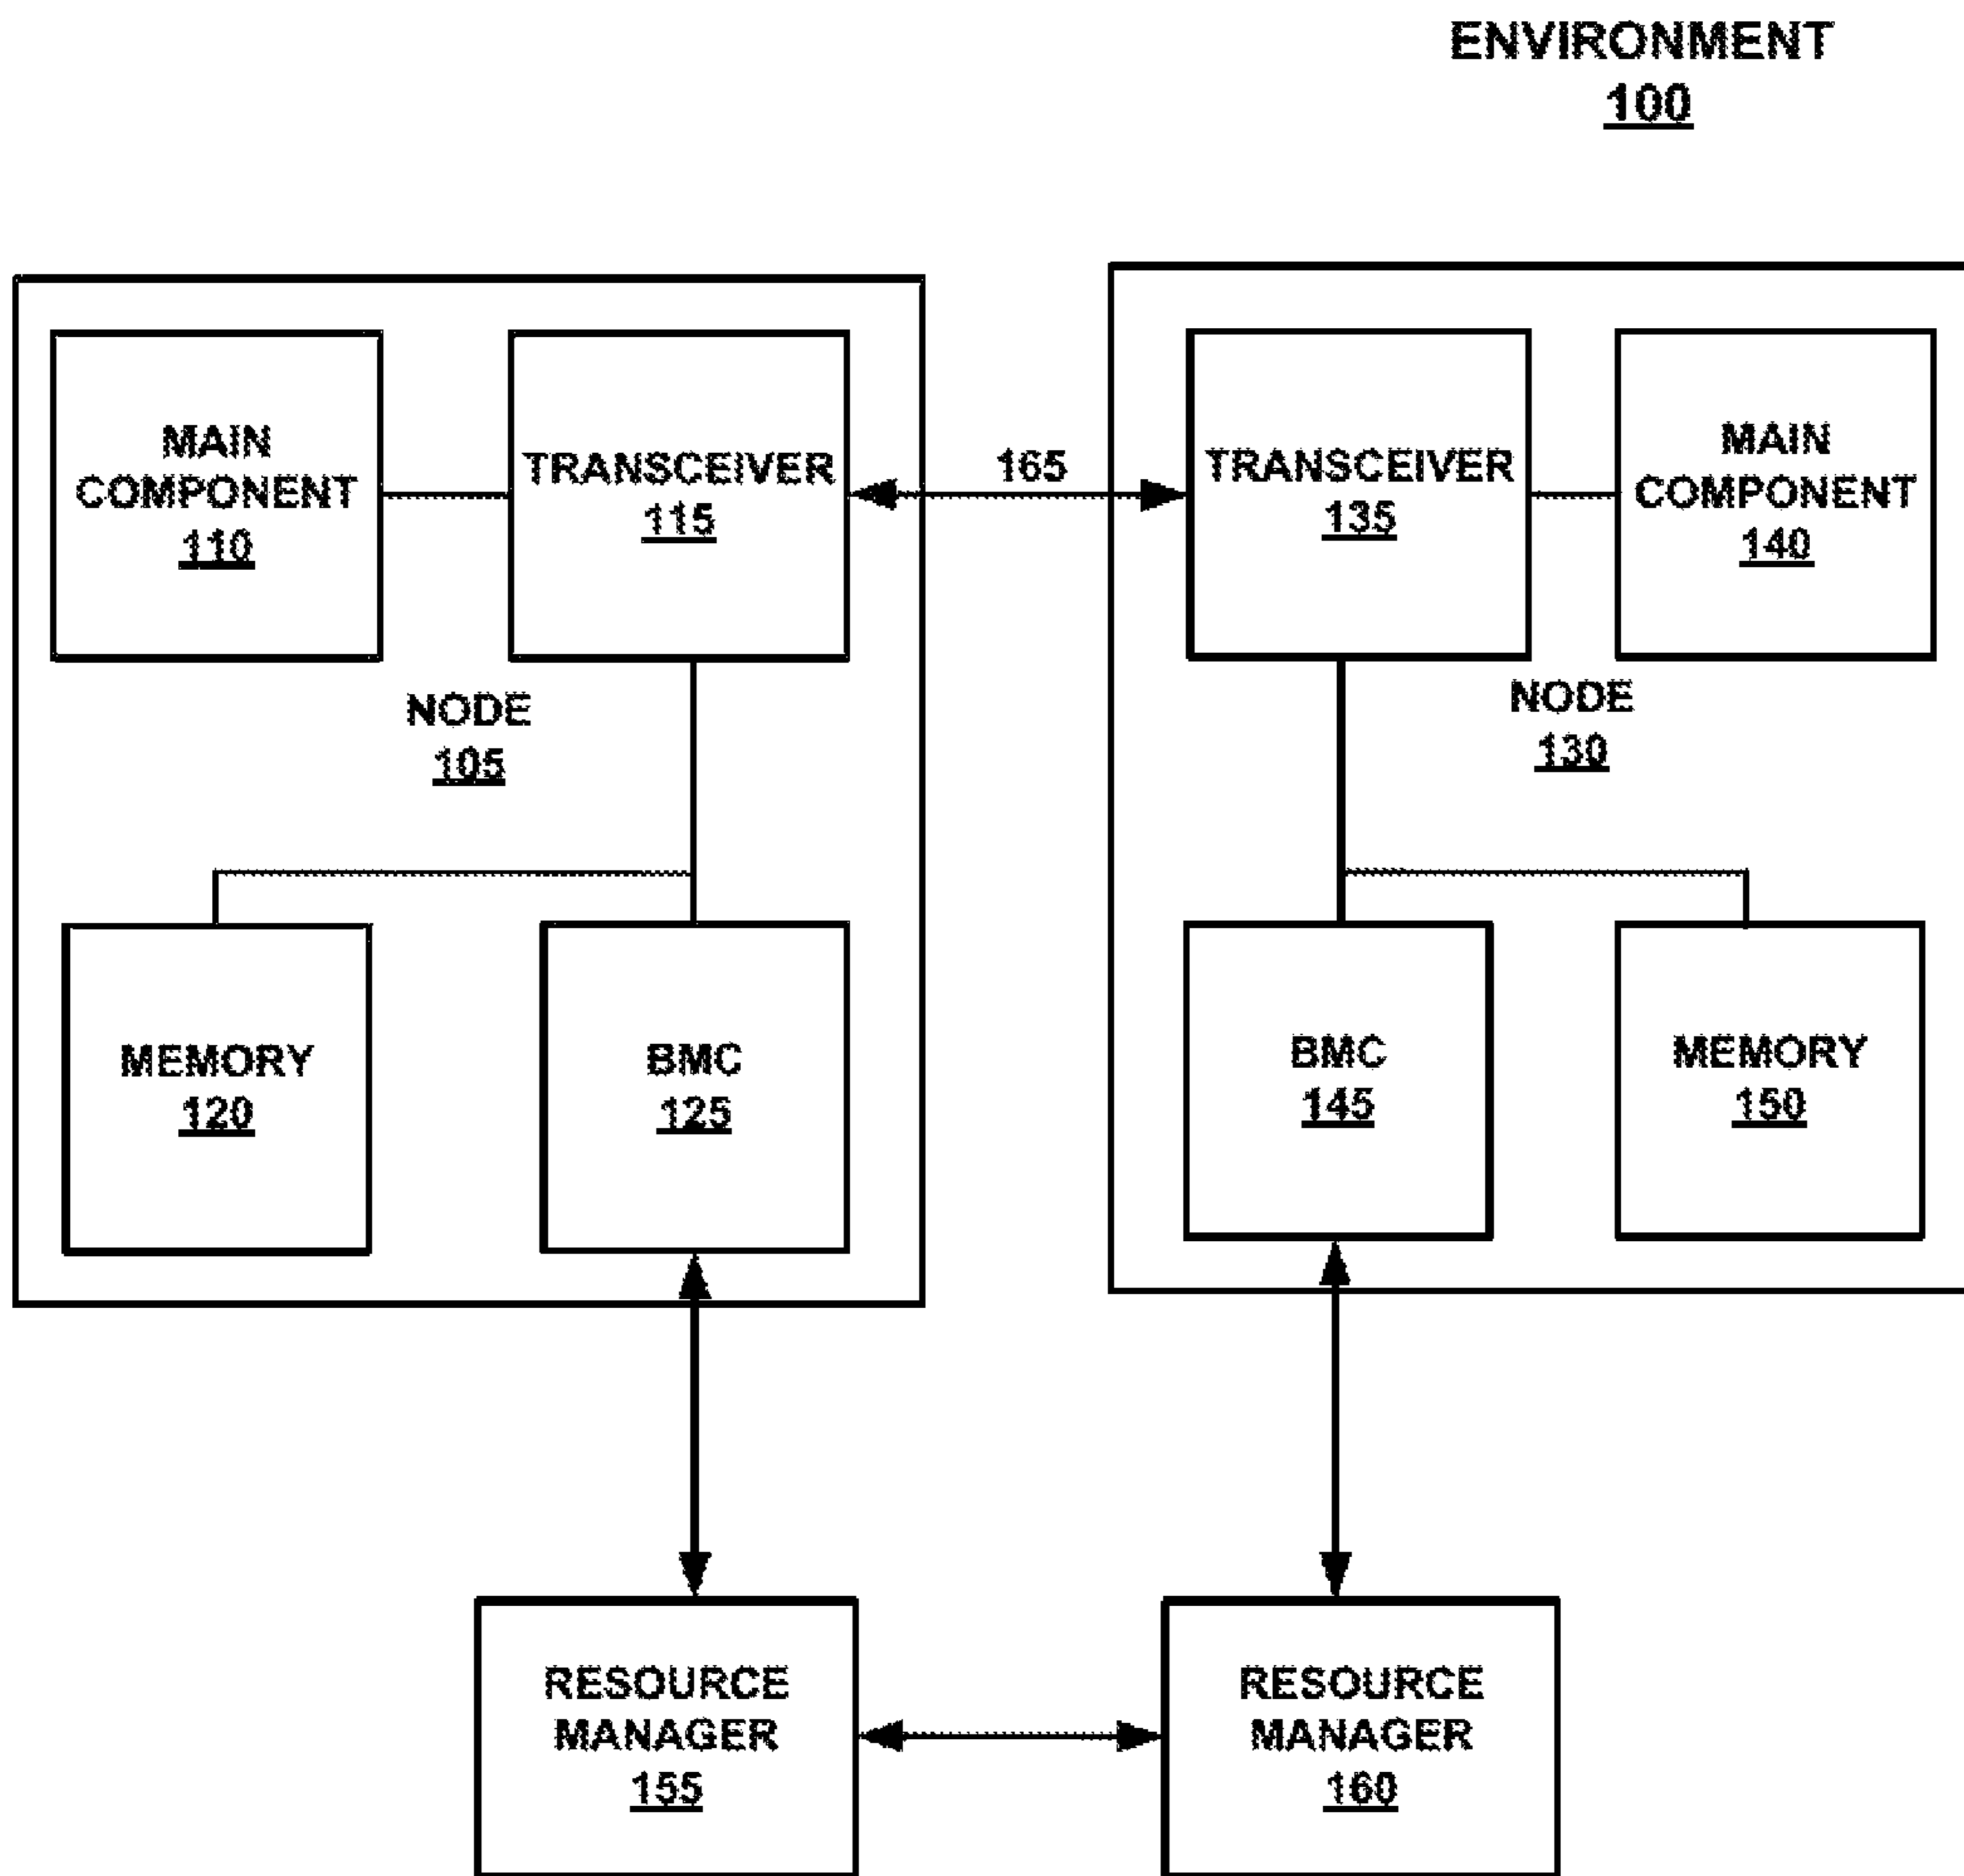 ENVIRONMENT
100
MAIN
COMPONENT
110
TRANSCEIVER
115
165
TRANSCEIVER
135
MAIN
COMPONENT
140
NODE
105
NODE
130
MEMORY
120
BMC
125
BMC
145
MEMORY
150
RESOURCE
MANAGER
155
RESOURCE
MANAGER
160